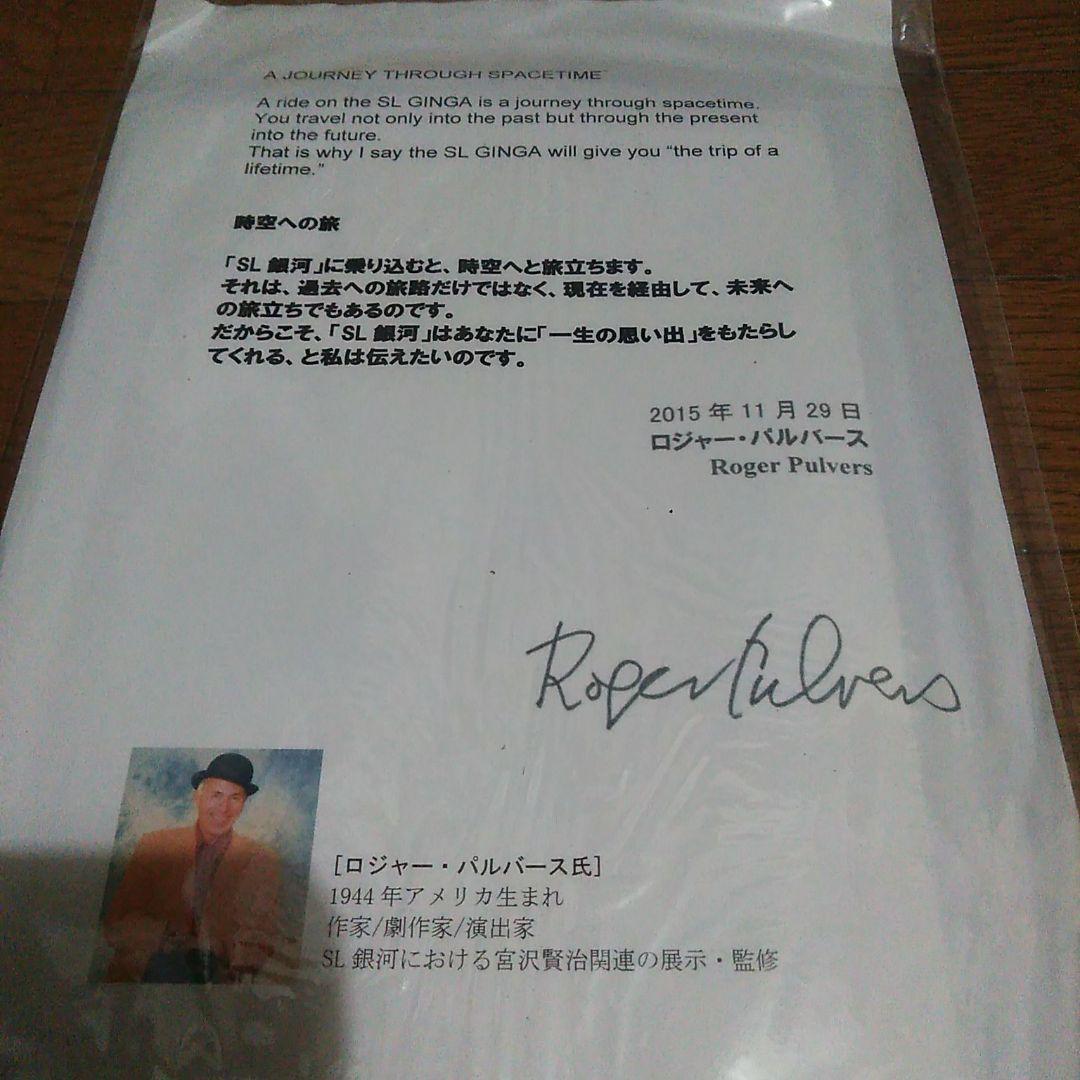 A JOURNEY THROUGH SPACETIME
A ride on the SL GINGA is a journey through spacetime.
You travel not only into the past but through the present
into the future.
That is why I say the SL GINGA will give you “the trip of a
lifetime.”
時空への旅
「SL 銀河」に乗り込むと、時空へと旅立ちます。
それは、過去への旅路だけではなく、現在を経由して、未来へ
の旅立ちでもあるのです。
だからこそ、「SL 銀河」はあなたに「一生の思い出」をもたらし
てくれる、と私は伝えたいのです。
2015 年 11 月 29 日
ロジャー・パルバース
Roger Pulvers
Roger Pulvers
[ロジャー・パルバース氏]
1944 年アメリカ生まれ
作家/劇作家/演出家
SL 銀河における宮沢賢治関連の展示・監修